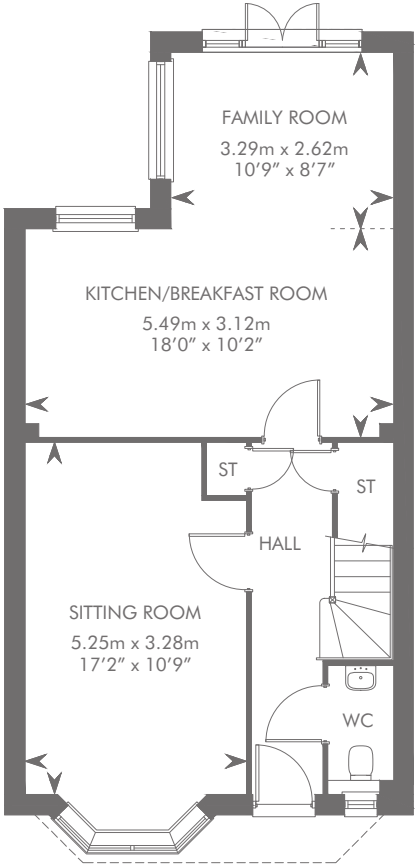 FAMILY ROOM
3.29m x 2.62m
10’9” x 8’7”
KITCHEN/BREAKFAST ROOM
5.49m x 3.12m
18’0” x 10’2”
ST
ST
HALL
SITTING ROOM
5.25m x 3.28m
17’2” x 10’9”
WC